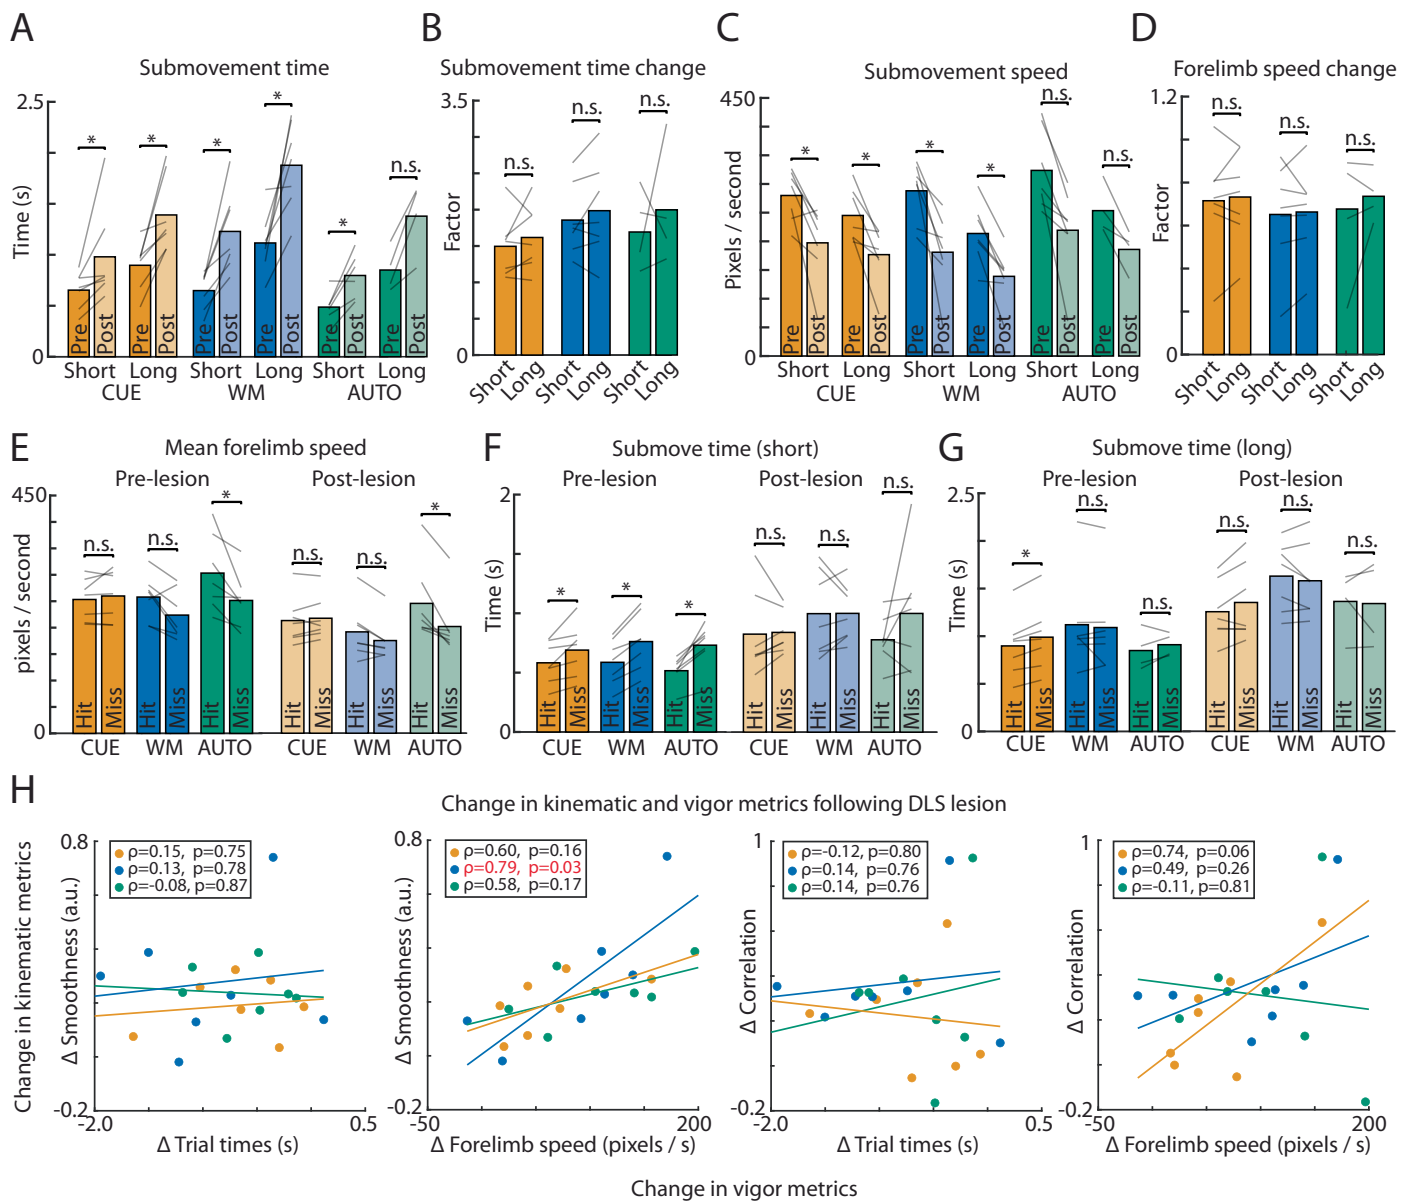 A
B
C
D
Submovement time
Submovement time change
Submovement speed
Forelimb speed change
2.5
Time (s)
0
* * * * * n.s.
Pre Post Pre Post Pre Post Pre Post Pre Post Pre Post
Short Long Short Long Short Long
CUE WM AUTO
3.5
Factor
0
n.s. n.s. n.s.
Short Long Short Long Short Long
450
Pixels / second
0
* * * * n.s. n.s.
Pre Post Pre Post Pre Post Pre Post Pre Post Pre Post
Short Long Short Long Short Long
CUE WM AUTO
1.2
Factor
0
n.s. n.s. n.s.
Short Long Short Long Short Long
E
Mean forelimb speed
Pre-lesion Post-lesion
450
pixels / second
0
n.s. n.s. * n.s. n.s. *
Hit Miss Hit Miss Hit Miss Hit Miss Hit Miss Hit Miss
CUE WM AUTO CUE WM AUTO
F
Submove time (short)
Pre-lesion Post-lesion
2
Time (s)
0
* * * n.s. n.s. n.s.
Hit Miss Hit Miss Hit Miss Hit Miss Hit Miss Hit Miss
CUE WM AUTO CUE WM AUTO
G
Submove time (long)
Pre-lesion Post-lesion
2.5
Time (s)
0
* n.s. n.s. n.s. n.s. n.s.
Hit Miss Hit Miss Hit Miss Hit Miss Hit Miss Hit Miss
CUE WM AUTO CUE WM AUTO
H
Change in kinematic and vigor metrics following DLS lesion
Change in kinematic metrics
0.8
Δ Smoothness (a.u.)
-0.2
ρ=0.15, p=0.75
ρ=0.13, p=0.78
ρ=-0.08, p=0.87
-2.0 0.5
Δ Trial times (s)
0.8
Δ Smoothness (a.u.)
-0.2
ρ=0.60, p=0.16
ρ=0.79, p=0.03
ρ=0.58, p=0.17
-50 200
Δ Forelimb speed (pixels / s)
1
Δ Correlation
-0.2
ρ=-0.12, p=0.80
ρ=0.14, p=0.76
ρ=0.14, p=0.76
-2.0 0.5
Δ Trial times (s)
1
Δ Correlation
-0.2
ρ=0.74, p=0.06
ρ=0.49, p=0.26
ρ=-0.11, p=0.81
-50 200
Δ Forelimb speed (pixels / s)
Change in vigor metrics